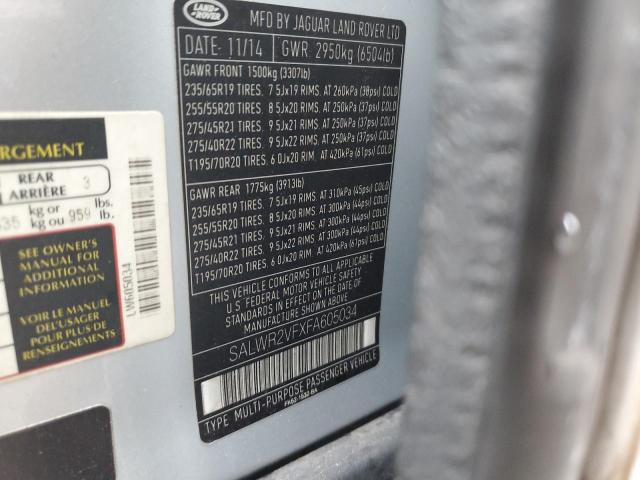 LAND
ROVER
MFD BY JAGUAR LAND ROVER LTD
DATE: 11/14 GWR: 2950kg (6504lb)
GAWR FRONT 1500kg (3307lb)
235/65R19 TIRES. 7 5Jx19 RIMS. AT 260kPa (38psi) COLD
255/55R20 TIRES. 8 5Jx20 RIMS. AT 250kPa (37psi) COLD
275/45R21 TIRES. 9 5Jx21 RIMS. AT 250kPa (37psi) COLD
275/40R22 TIRES. 9 5Jx22 RIMS. AT 250kPa (37psi) COLD
T195/70R20 TIRES. 6 0Jx20 RIM. AT 420kPa (61psi) COLD
GAWR REAR 1775kg (3913lb)
235/65R19 TIRES. 7 5Jx19 RIMS. AT 310kPa (45psi) COLD
255/55R20 TIRES. 8 5Jx20 RIMS. AT 300kPa (44psi) COLD
275/45R21 TIRES. 9 5Jx21 RIMS. AT 300kPa (44psi) COLD
275/40R22 TIRES. 9 5Jx22 RIMS. AT 300kPa (44psi) COLD
T195/70R20 TIRES. 6 0Jx20 RIM. AT 420kPa (61psi) COLD
THIS VEHICLE CONFORMS TO ALL APPLICABLE
U S. FEDERAL MOTOR VEHICLE SAFETY
STANDARDS IN EFFECT ON THE DATE OF
MANUFACTURE SHOWN ABOVE
SALWR2VFXFA605034
TYPE MULTI-PURPOSE PASSENGER VEHICLE
RGEMENT
REAR
ARRIÈRE 3
35 kg or 959 lb.
kg ou lb.
SEE OWNER'S
MANUAL FOR
ADDITIONAL
INFORMATION
VOIR LE MANUEL
DE L'USAGER
POUR PLUS DE
RENSEIGNEMENTS
LW605034